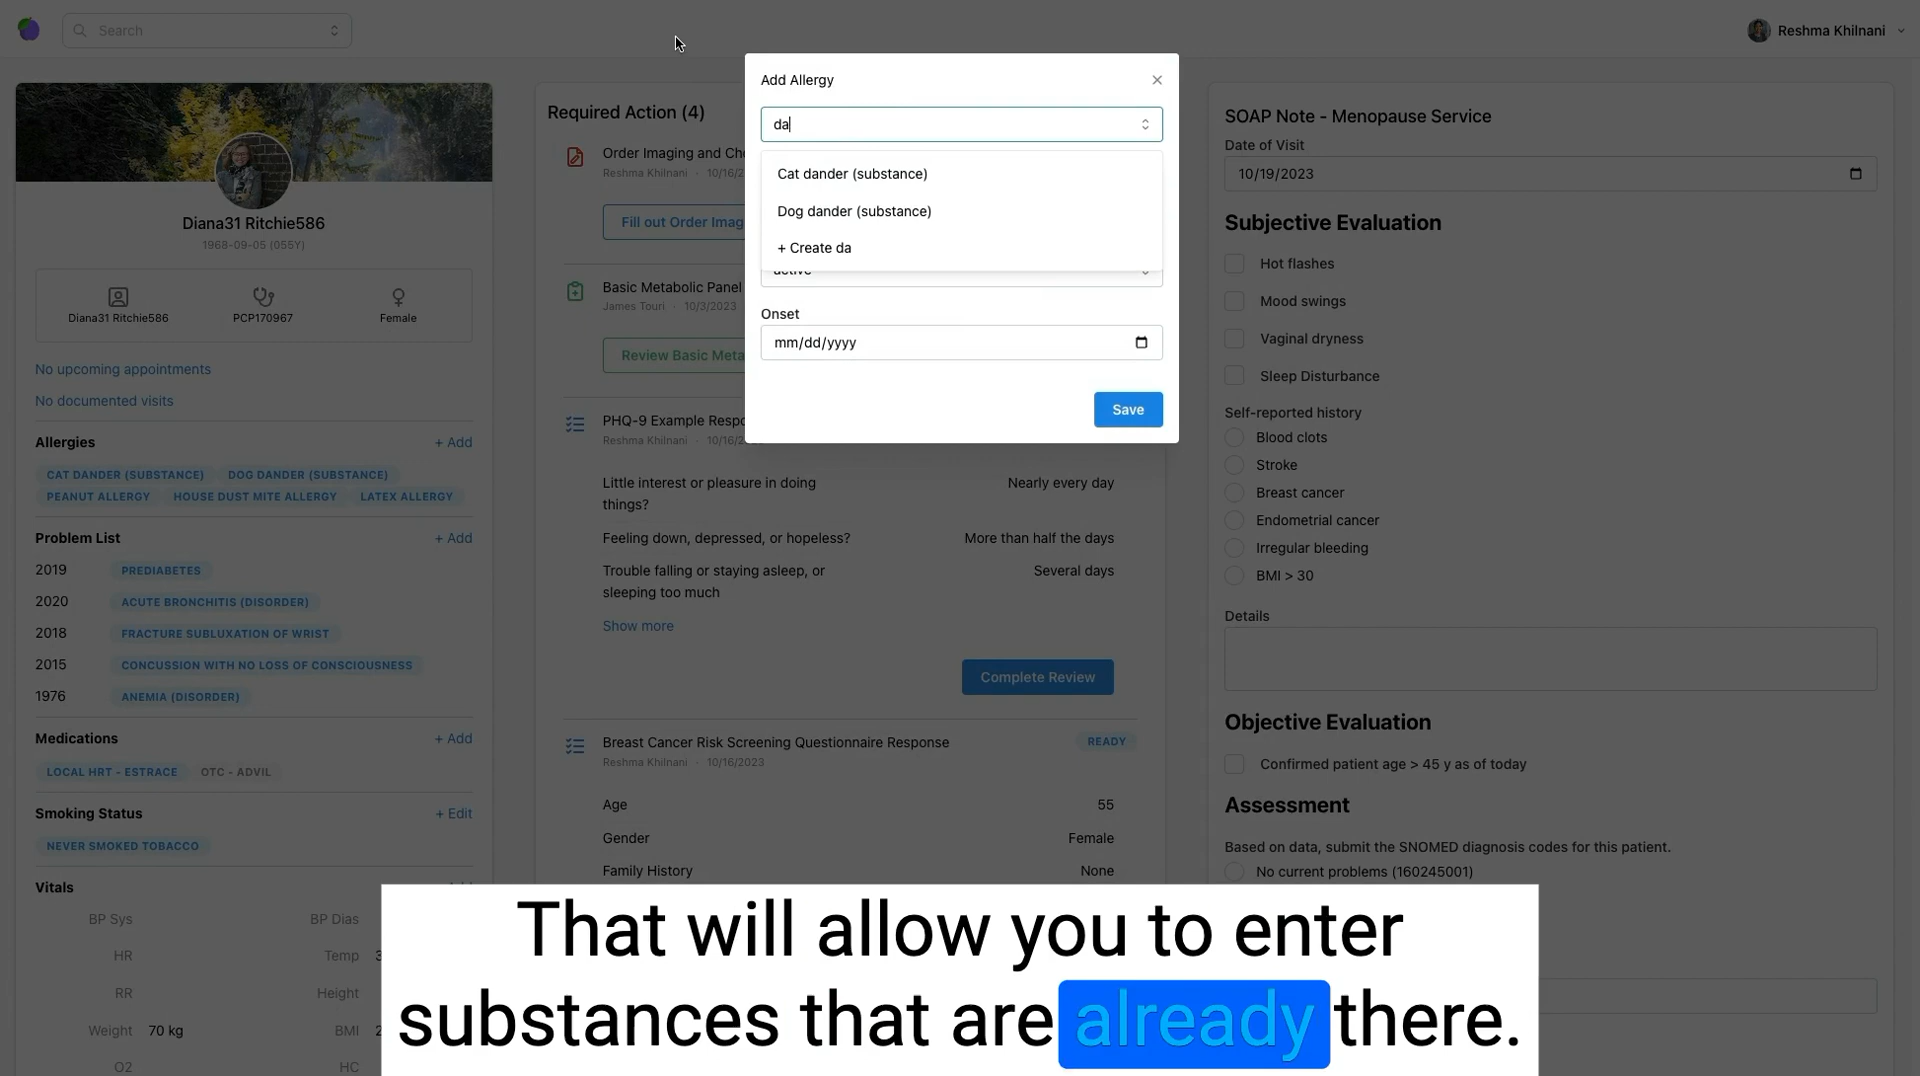 Search
Reshma Khilnani
Diana31 Ritchie586
1968-09-05 (055Y)
Diana31 Ritchie586
PCP170967
Female
No upcoming appointments
No documented visits
Allergies
+ Add
CAT DANDER (SUBSTANCE)
DOG DANDER (SUBSTANCE)
PEANUT ALLERGY
HOUSE DUST MITE ALLERGY
LATEX ALLERGY
Problem List
+ Add
2019
PREDIABETES
2020
ACUTE BRONCHITIS (DISORDER)
2018
FRACTURE SUBLUXATION OF WRIST
2015
CONCUSSION WITH NO LOSS OF CONSCIOUSNESS
1976
ANEMIA (DISORDER)
Medications
+ Add
LOCAL HRT - ESTRACE
OTC - ADVIL
Smoking Status
+ Edit
NEVER SMOKED TOBACCO
Vitals
BP Sys
BP Dias
HR
Temp
RR
Height
Weight
70 kg
BMI
O2
HC
Required Action (4)
Order Imaging and Che
Reshma Khilnani · 10/16/2
Fill out Order Imag
Basic Metabolic Panel
James Touri · 10/3/2023
Review Basic Meta
PHQ-9 Example Respo
Reshma Khilnani · 10/16/2
Little interest or pleasure in doing
things?
Nearly every day
Feeling down, depressed, or hopeless?
More than half the days
Trouble falling or staying asleep, or
sleeping too much
Several days
Show more
Complete Review
Breast Cancer Risk Screening Questionnaire Response
READY
Reshma Khilnani · 10/16/2023
Age
55
Gender
Female
Family History
None
Add Allergy
da
Cat dander (substance)
Dog dander (substance)
+ Create da
active
Onset
mm/dd/yyyy
Save
SOAP Note - Menopause Service
Date of Visit
10/19/2023
Subjective Evaluation
Hot flashes
Mood swings
Vaginal dryness
Sleep Disturbance
Self-reported history
Blood clots
Stroke
Breast cancer
Endometrial cancer
Irregular bleeding
BMI > 30
Details
Objective Evaluation
Confirmed patient age > 45 y as of today
Assessment
Based on data, submit the SNOMED diagnosis codes for this patient.
No current problems (160245001)
That will allow you to enter
substances that are already there.